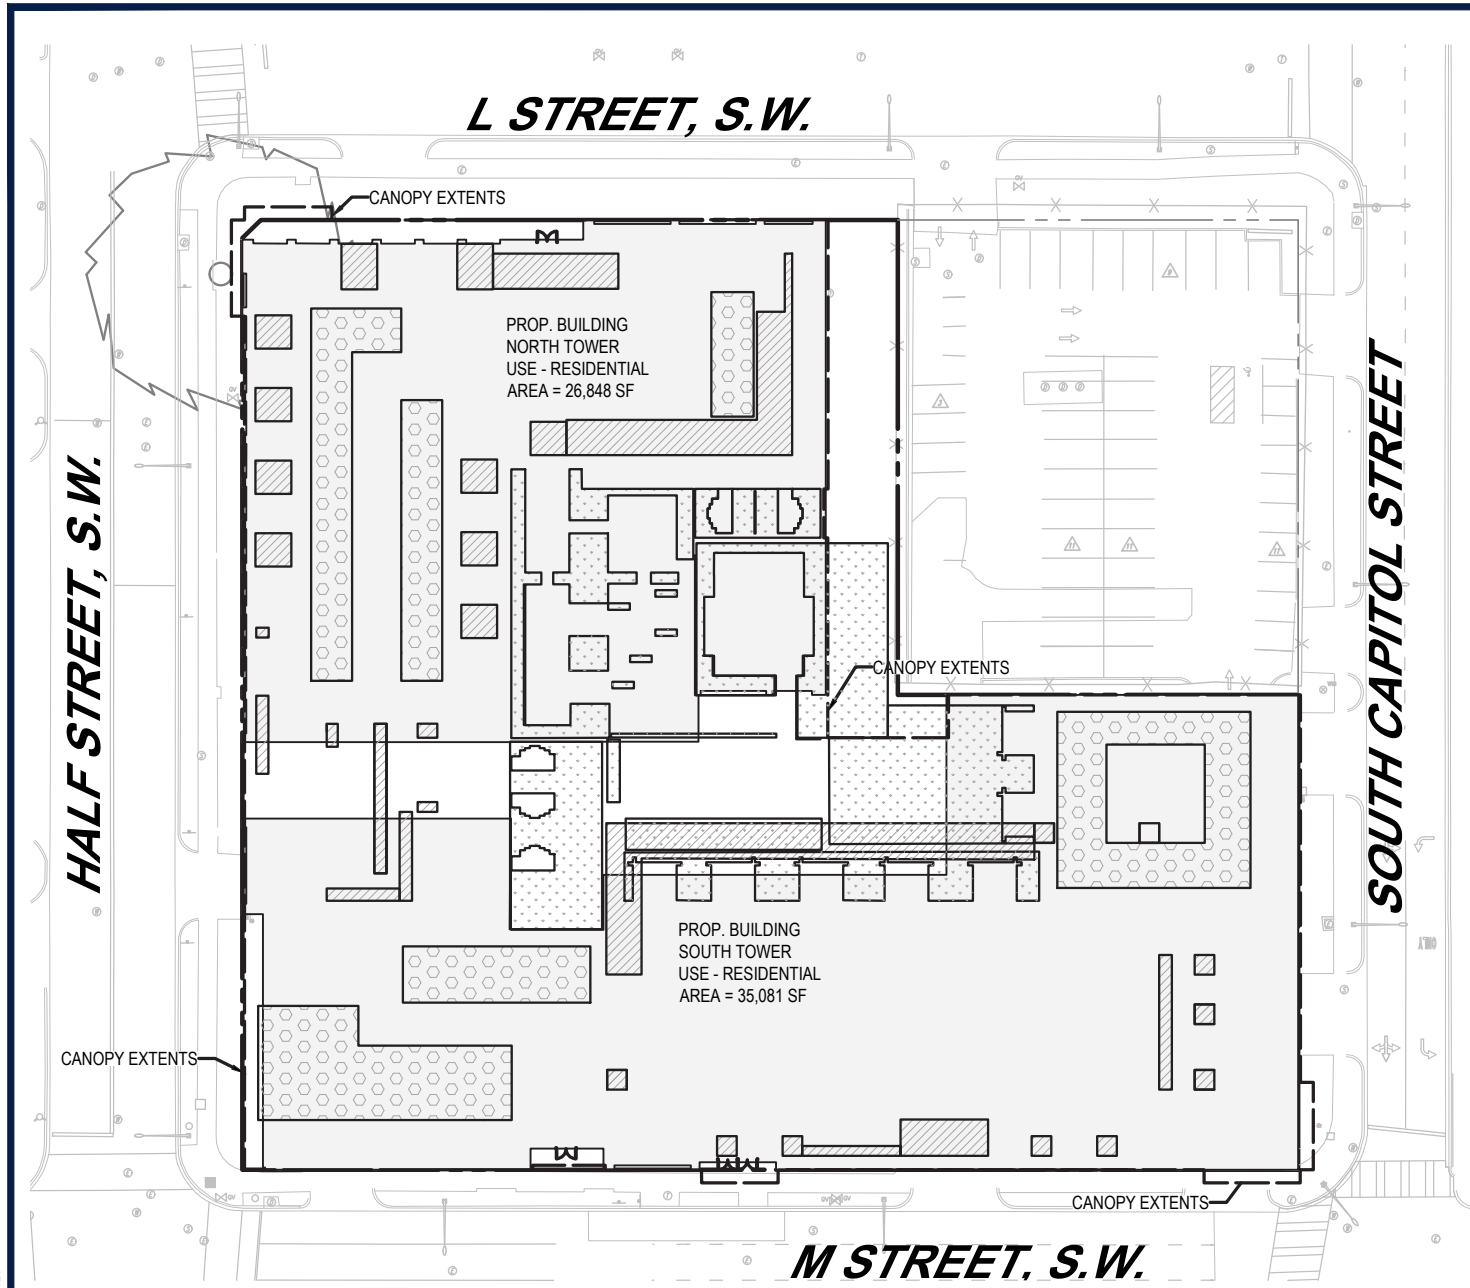 L STREET, S.W.
CANOPY EXTENTS
PROP. BUILDING
NORTH TOWER
USE - RESIDENTIAL
AREA = 26,848 SF
HALF STREET, S.W.
SOUTH CAPITOL STREET
CANOPY EXTENTS
PROP. BUILDING
SOUTH TOWER
USE - RESIDENTIAL
AREA = 35,081 SF
CANOPY EXTENTS
CANOPY EXTENTS
M STREET, S.W.